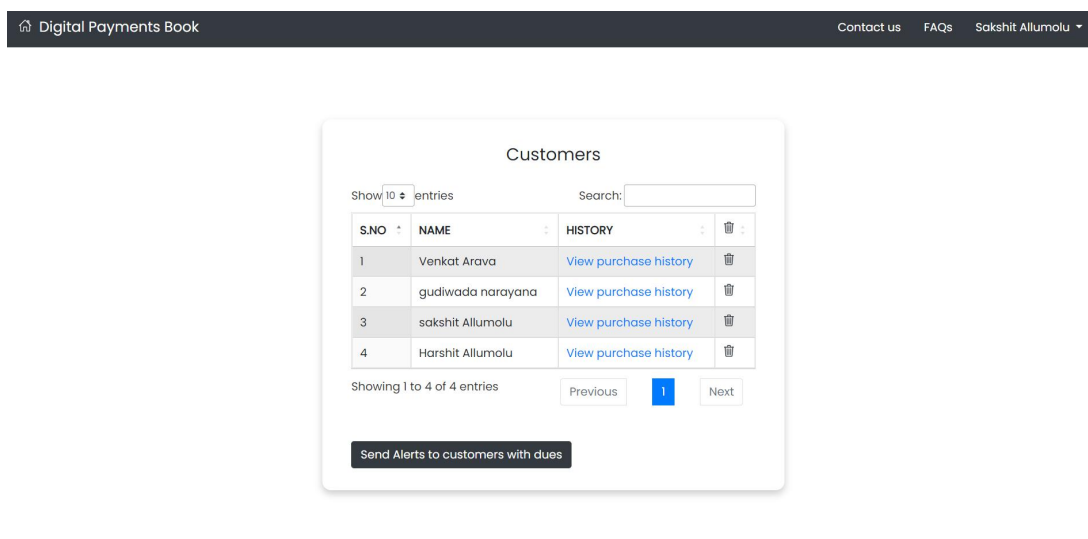 Digital Payments Book Contact us FAQs Sakshit Allumolu
Customers
Show 10 entries Search:
S.NO NAME HISTORY
1 Venkat Arava View purchase history
2 gudiwada narayana View purchase history
3 sakshit Allumolu View purchase history
4 Harshit Allumolu View purchase history
Showing 1 to 4 of 4 entries Previous 1 Next
Send Alerts to customers with dues